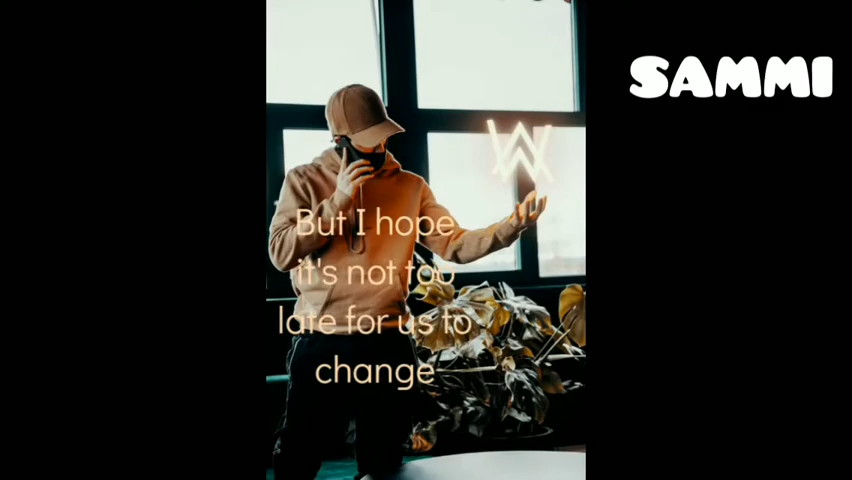 SAMMI
But I hope
it's not too
late for us to
change